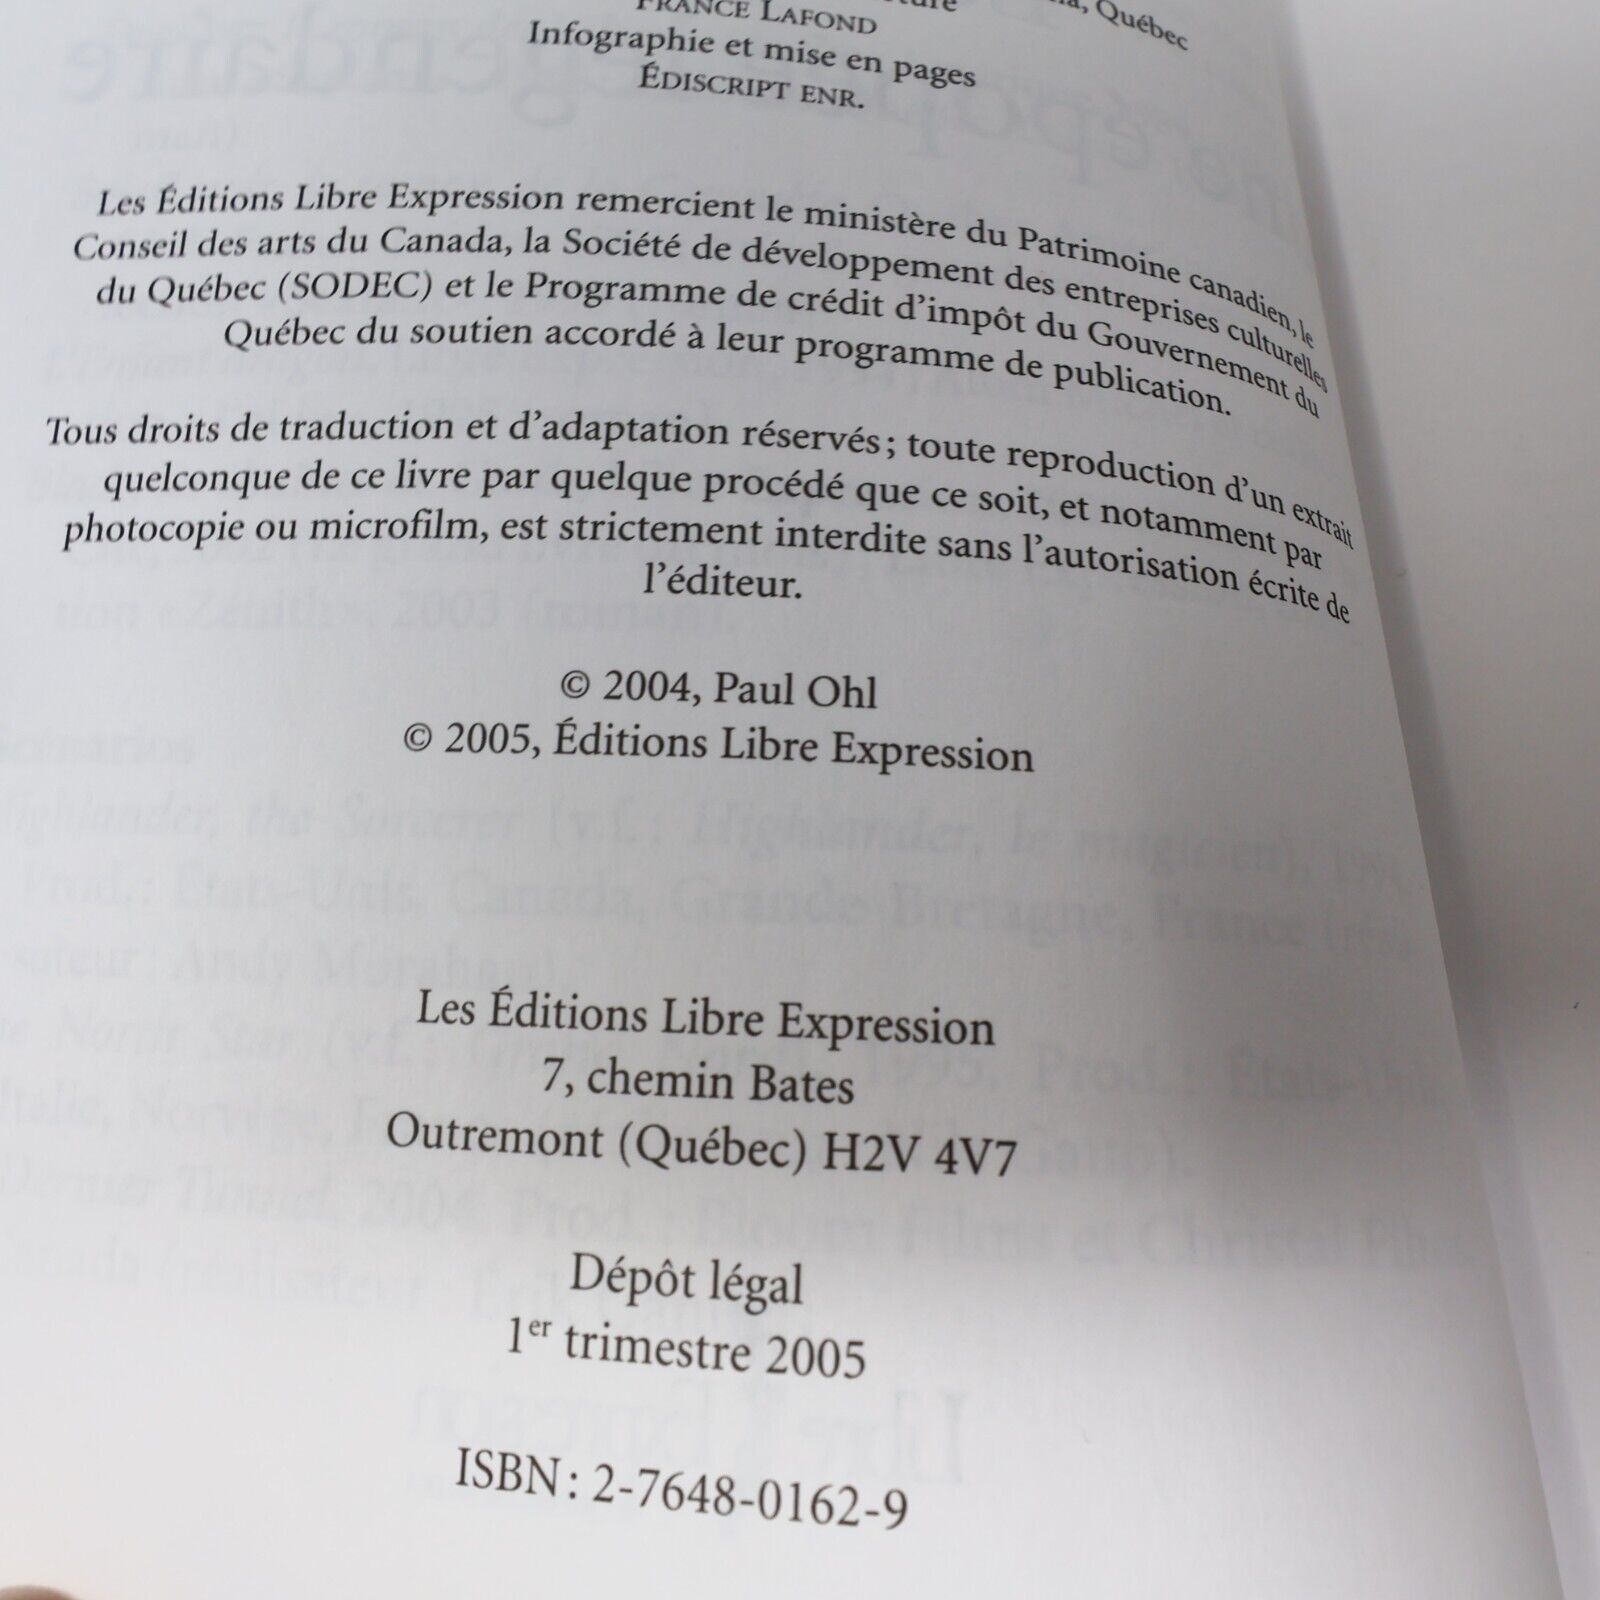 Québec
FRANCE LAFOND
Infographie et mise en pages
ÉDISCRIPT ENR.
Les Éditions Libre Expression remercient le ministère du Patrimoine canadien, le
Conseil des arts du Canada, la Société de développement des entreprises culturelles
du Québec (SODEC) et le Programme de crédit d'impôt du Gouvernement du
Québec du soutien accordé à leur programme de publication.
Tous droits de traduction et d'adaptation réservés ; toute reproduction d'un extrait
quelconque de ce livre par quelque procédé que ce soit, et notamment par
photocopie ou microfilm, est strictement interdite sans l'autorisation écrite de
l'éditeur.
© 2004, Paul Ohl
© 2005, Éditions Libre Expression
Les Éditions Libre Expression
7, chemin Bates
Outremont (Québec) H2V 4V7
Dépôt légal
1er trimestre 2005
ISBN : 2-7648-0162-9